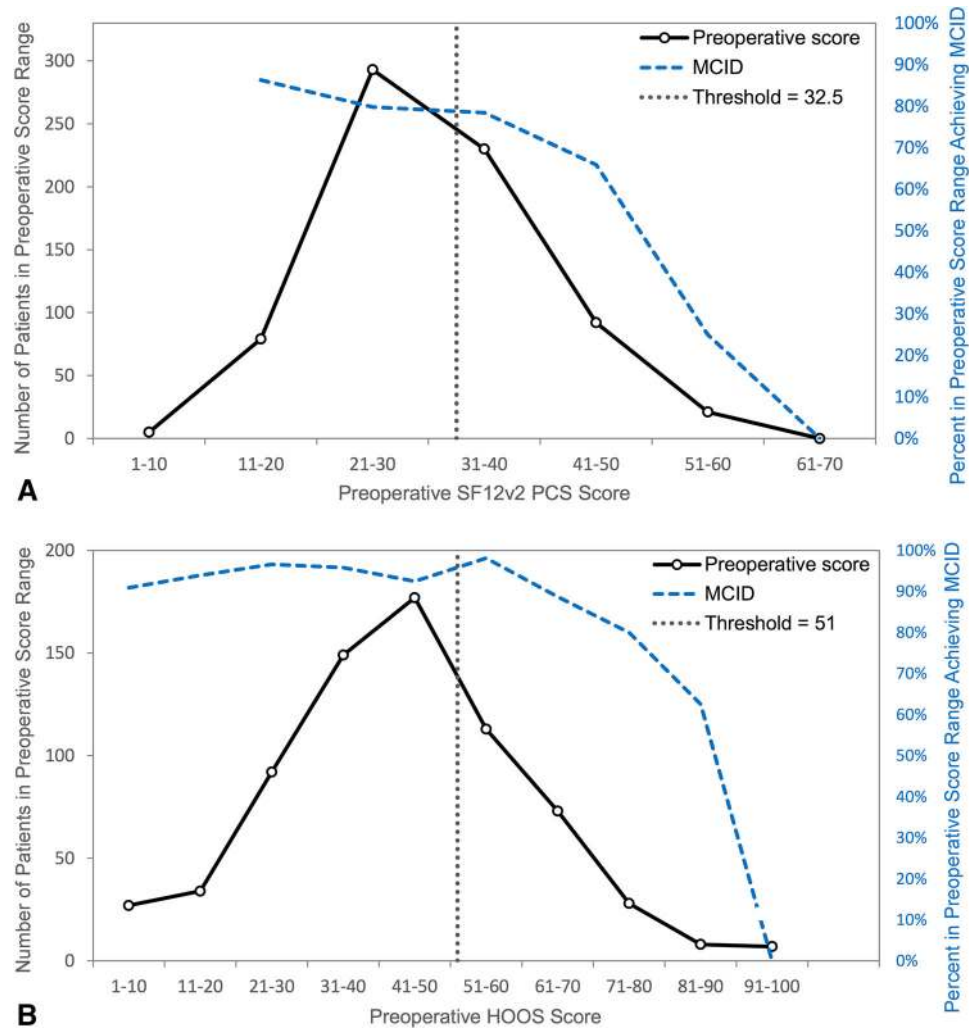 Number of Patients in Preoperative Score Range
300
250
200
150
100
50
0
Preoperative score
MCID
Threshold = 32.5
100%
90%
80%
70%
60%
50%
40%
30%
20%
10%
0%
Percent in Preoperative Score Range Achieving MCID
1-10 11-20 21-30 31-40 41-50 51-60 61-70
A
Preoperative SF12v2 PCS Score
Number of Patients in Preoperative Score Range
200
150
100
50
0
Preoperative score
MCID
Threshold = 51
100%
90%
80%
70%
60%
50%
40%
30%
20%
10%
0%
Percent in Preoperative Score Range Achieving MCID
1-10 11-20 21-30 31-40 41-50 51-60 61-70 71-80 81-90 91-100
B
Preoperative HOOS Score